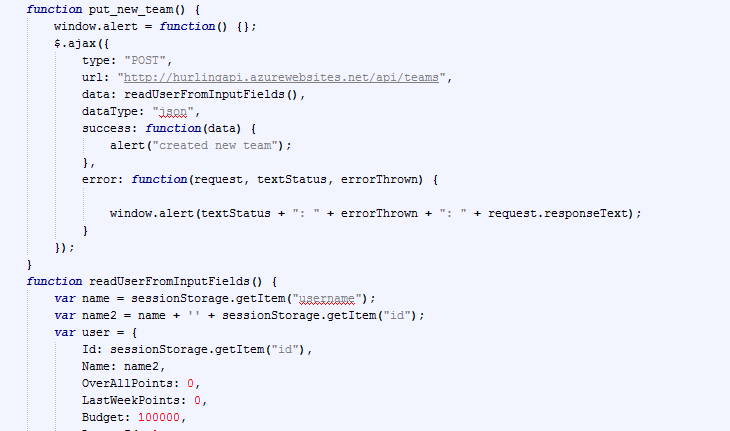 function put_new_team() {
window.alert = function() {};
$.ajax({
type: "POST",
url: "http://hurlingapi.azurewebsites.net/api/teams",
data: readUserFromInputFields(),
dataType: "json",
success: function(data) {
alert("created new team");
},
error: function(request, textStatus, errorThrown) {
window.alert(textStatus + ": " + errorThrown + ": " + request.responseText);
}
});
}
function readUserFromInputFields() {
var name = sessionStorage.getItem("username");
var name2 = name + '' + sessionStorage.getItem("id");
var user = {
Id: sessionStorage.getItem("id"),
Name: name2,
OverAllPoints: 0,
LastWeekPoints: 0,
Budget: 100000,